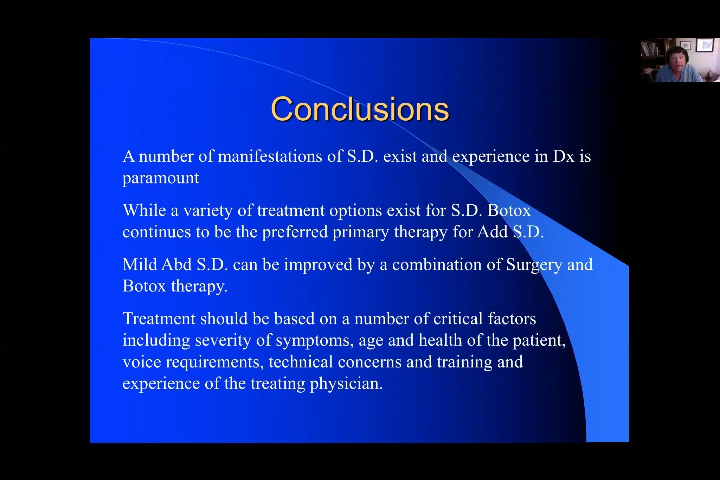 Conclusions
A number of manifestations of S.D. exist and experience in Dx is
paramount
While a variety of treatment options exist for S.D. Botox
continues to be the preferred primary therapy for Add S.D.
Mild Abd S.D. can be improved by a combination of Surgery and
Botox therapy.
Treatment should be based on a number of critical factors
including severity of symptoms, age and health of the patient,
voice requirements, technical concerns and training and
experience of the treating physician.